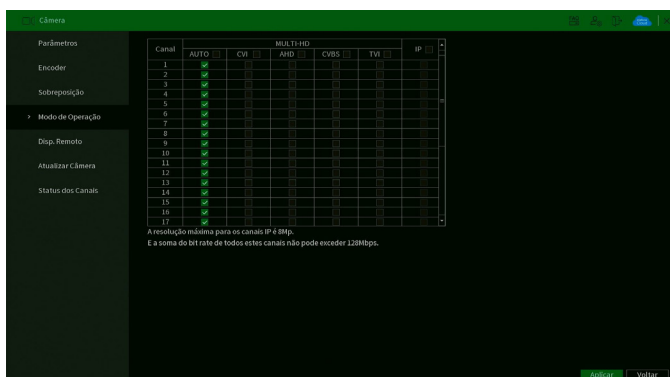 Câmera
Parâmetros
Encoder
Sobreposição
> Modo de Operação
Disp. Remoto
Atualizar Câmera
Status dos Canais
Canal MULTI-HD IP
AUTO CVI AHD CVBS TVI
1
2
3
4
5
6
7
8
9
10
11
12
13
14
15
16
17
A resolução máxima para os canais IP é 8Mp.
E a soma do bit rate de todos estes canais não pode exceder 128Mbps.
Aplicar Voltar